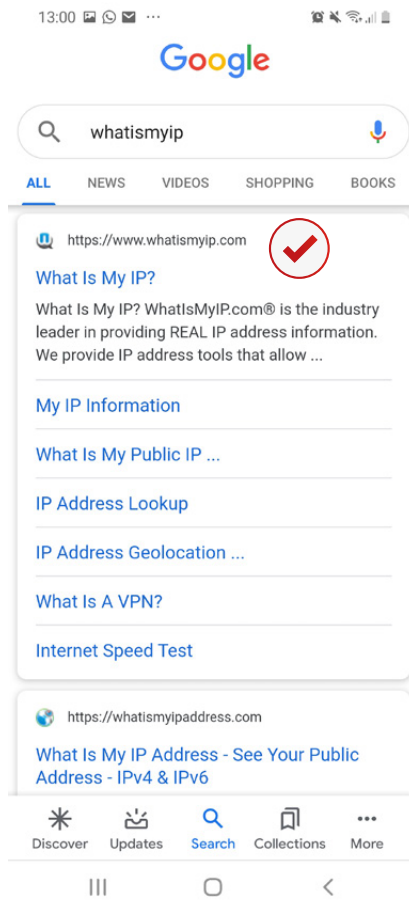 13:00 ...
Google
whatismyip
ALL NEWS VIDEOS SHOPPING BOOKS
https://www.whatismyip.com
What Is My IP?
What Is My IP? WhatIsMyIP.com® is the industry
leader in providing REAL IP address information.
We provide IP address tools that allow ...
My IP Information
What Is My Public IP ...
IP Address Lookup
IP Address Geolocation ...
What Is A VPN?
Internet Speed Test
https://whatismyipaddress.com
What Is My IP Address - See Your Public
Address - IPv4 & IPv6
Discover Updates Search Collections More